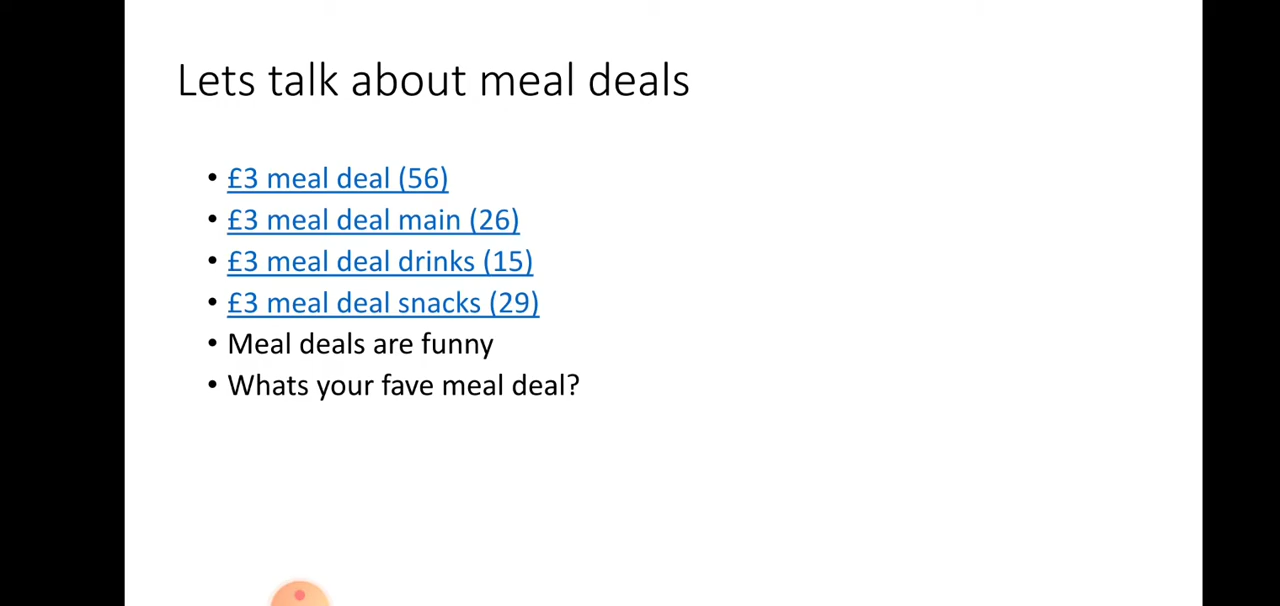 Lets talk about meal deals
• £3 meal deal (56)
• £3 meal deal main (26)
• £3 meal deal drinks (15)
• £3 meal deal snacks (29)
• Meal deals are funny
• Whats your fave meal deal?